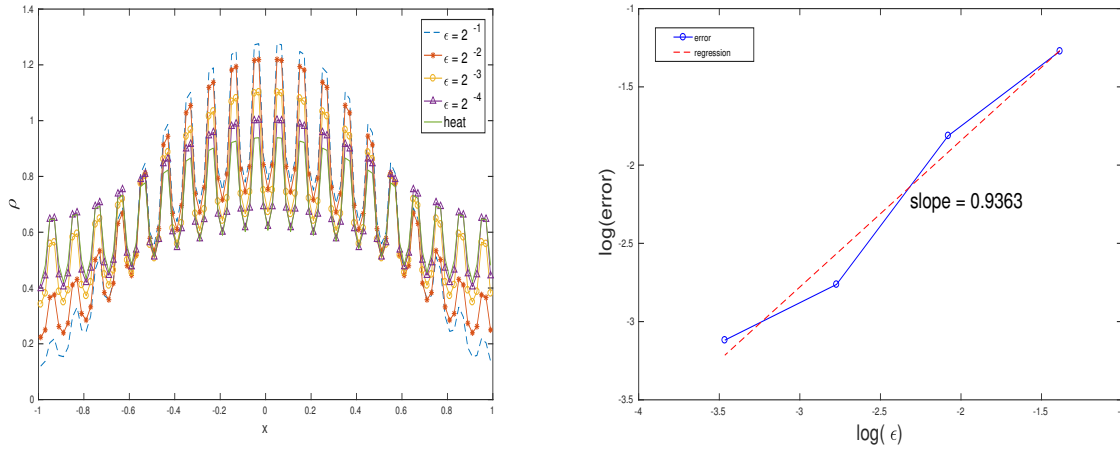 1.4
1.2
1
0.8
0.6
0.4
0.2
0
ρ
-1 -0.8 -0.6 -0.4 -0.2 0 0.2 0.4 0.6 0.8 1
x
ϵ = 2 -1
ϵ = 2 -2
ϵ = 2 -3
ϵ = 2 -4
heat
-1
-1.5
-2
-2.5
-3
-3.5
log(error)
error
regression
slope = 0.9363
-4 -3.5 -3 -2.5 -2 -1.5 -1
log( ϵ)